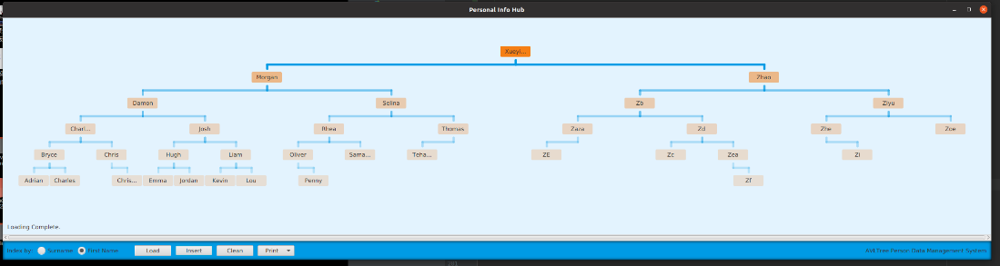 Personal Info Hub
Xueyi...
Morgan Zhao
Damon Selina Zb Ziyu
Charl... Josh Rhea Thomas Zaza Zd Zhe Zoe
Bryce Chris Hugh Liam Oliver Sama... Teha... ZE Zc Zea Zi
Adrian Charles Chris... Emma Jordan Kevin Lou Penny Zf
Loading Complete.
Index by: Surname First Name Load Insert Clean Print AVLTree Person Data Management System